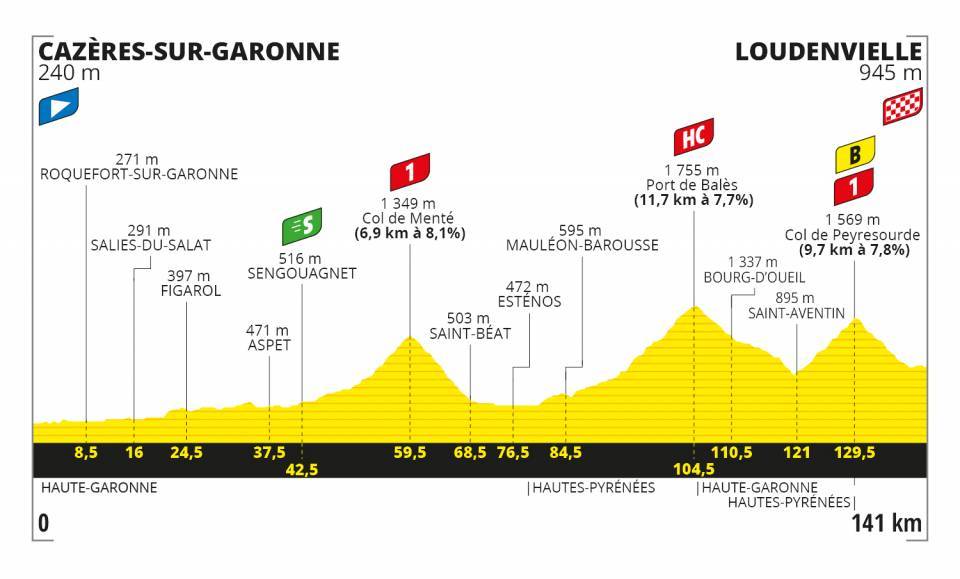 CAZÈRES-SUR-GARONNE
240 m
LOUDENVIELLE
945 m
271 m
ROQUEFORT-SUR-GARONNE
291 m
SALIES-DU-SALAT
397 m
FIGAROL
471 m
ASPET
S
516 m
SENGOUAGNET
1
1 349 m
Col de Menté
(6,9 km à 8,1%)
503 m
SAINT-BÉAT
472 m
ESTÉNOS
595 m
MAULÉON-BAROUSSE
HC
1 755 m
Port de Balès
(11,7 km à 7,7%)
1 337 m
BOURG-D'OUEIL
895 m
SAINT-AVENTIN
B
1
1 569 m
Col de Peyresourde
(9,7 km à 7,8%)
8,5 16 24,5 37,5 42,5 59,5 68,5 76,5 84,5 104,5 110,5 121 129,5
HAUTE-GARONNE |HAUTES-PYRÉNÉES |HAUTE-GARONNE
HAUTES-PYRÉNÉES|
0 141 km